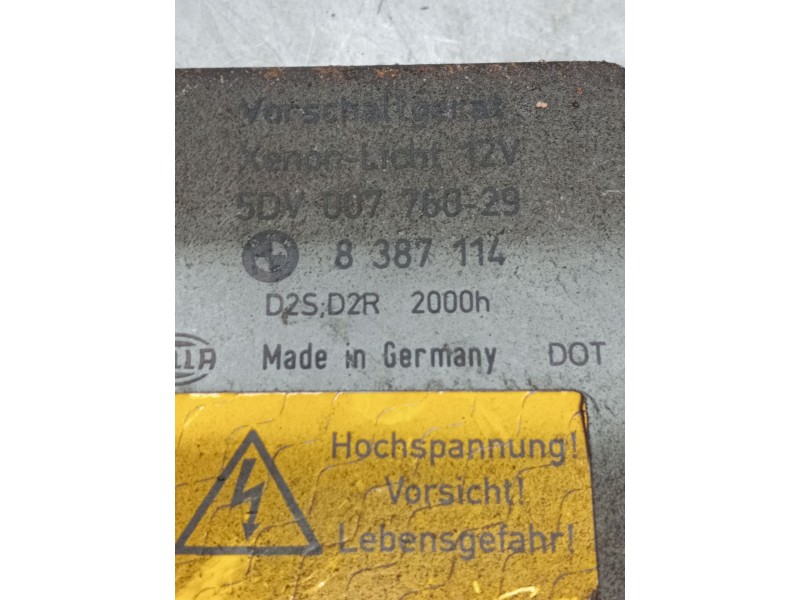 Vorschaltgerät
Xenon-Licht 12V
5DV 007 760-29
8 387 114
D2S;D2R 2000h
Made in Germany DOT
Hochspannung!
Vorsicht!
Lebensgefahr!